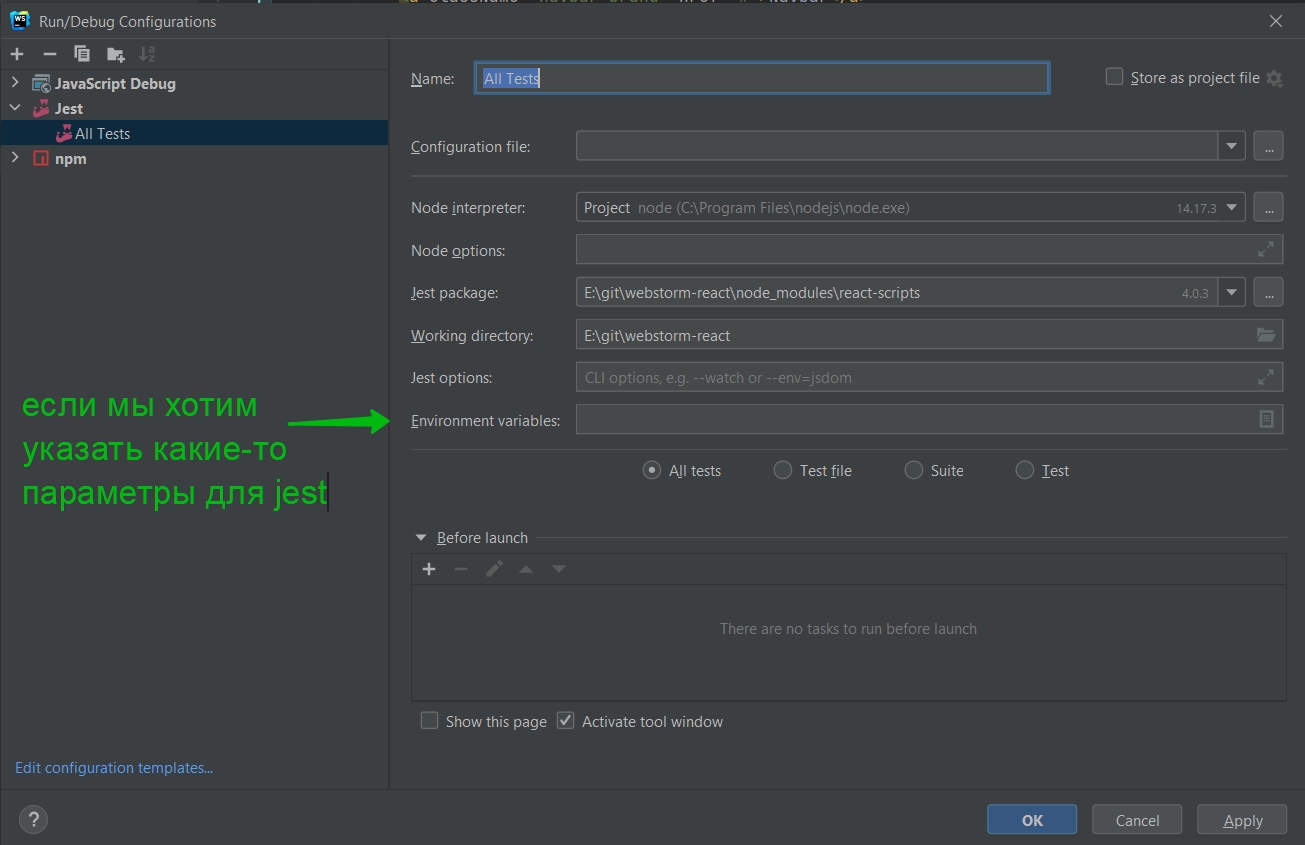 Run/Debug Configurations
JavaScript Debug
Jest
All Tests
npm
Name: All Tests
Store as project file
Configuration file:
...
Node interpreter: Project node (C:\Program Files\nodejs\node.exe) 14.17.3
...
Node options:
Jest package: E:\git\webstorm-react\node_modules\react-scripts 4.0.3
...
Working directory: E:\git\webstorm-react
Jest options: CLI options, e.g. --watch or --env=jsdom
Environment variables:
если мы хотим
указать какие-то
параметры для jest
All tests Test file Suite Test
Before launch
There are no tasks to run before launch
Show this page Activate tool window
Edit configuration templates...
? OK Cancel Apply